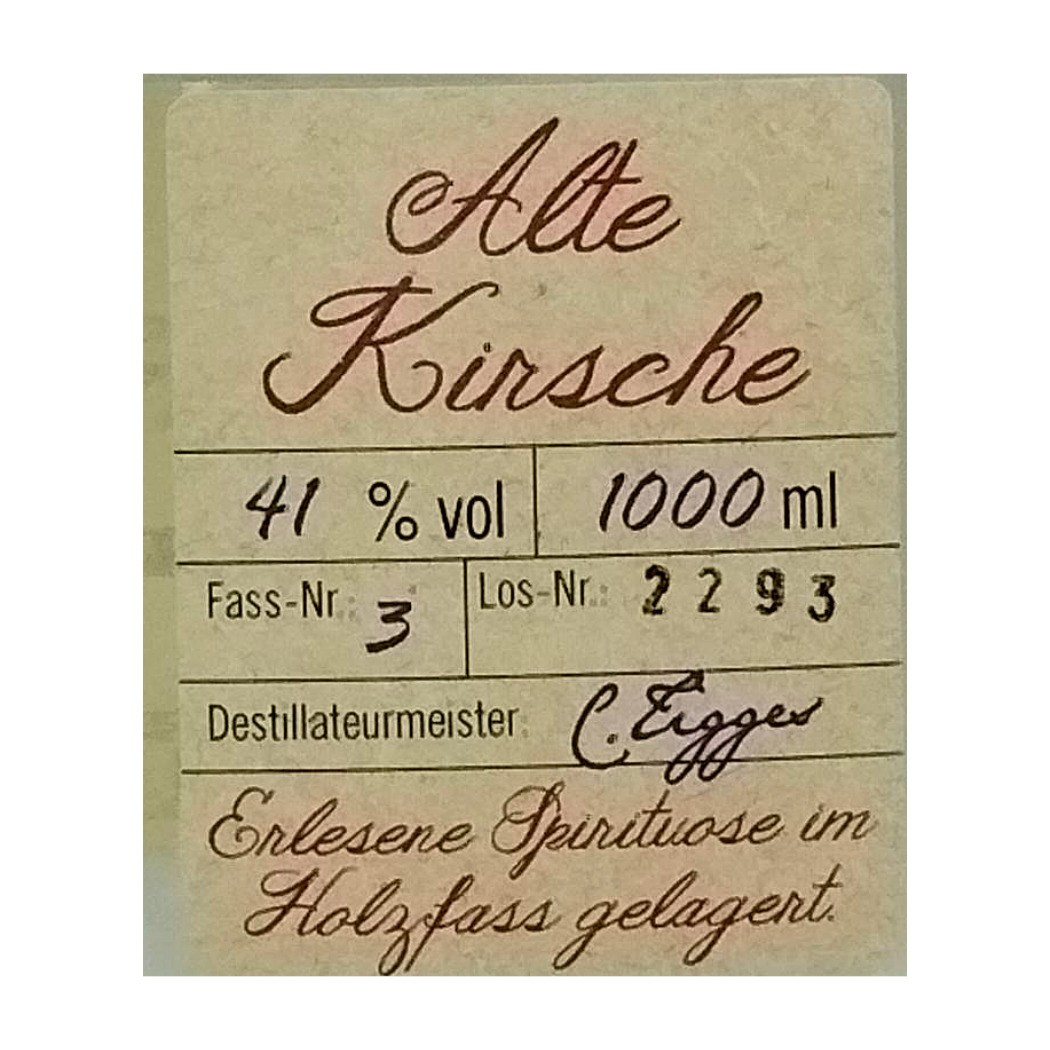 Alte
Kirsche
41 % vol 1000 ml
Fass-Nr.: 3 Los-Nr.: 2293
Destillateurmeister: C.
Erlesene Spirituose im
Holzfass gelagert.